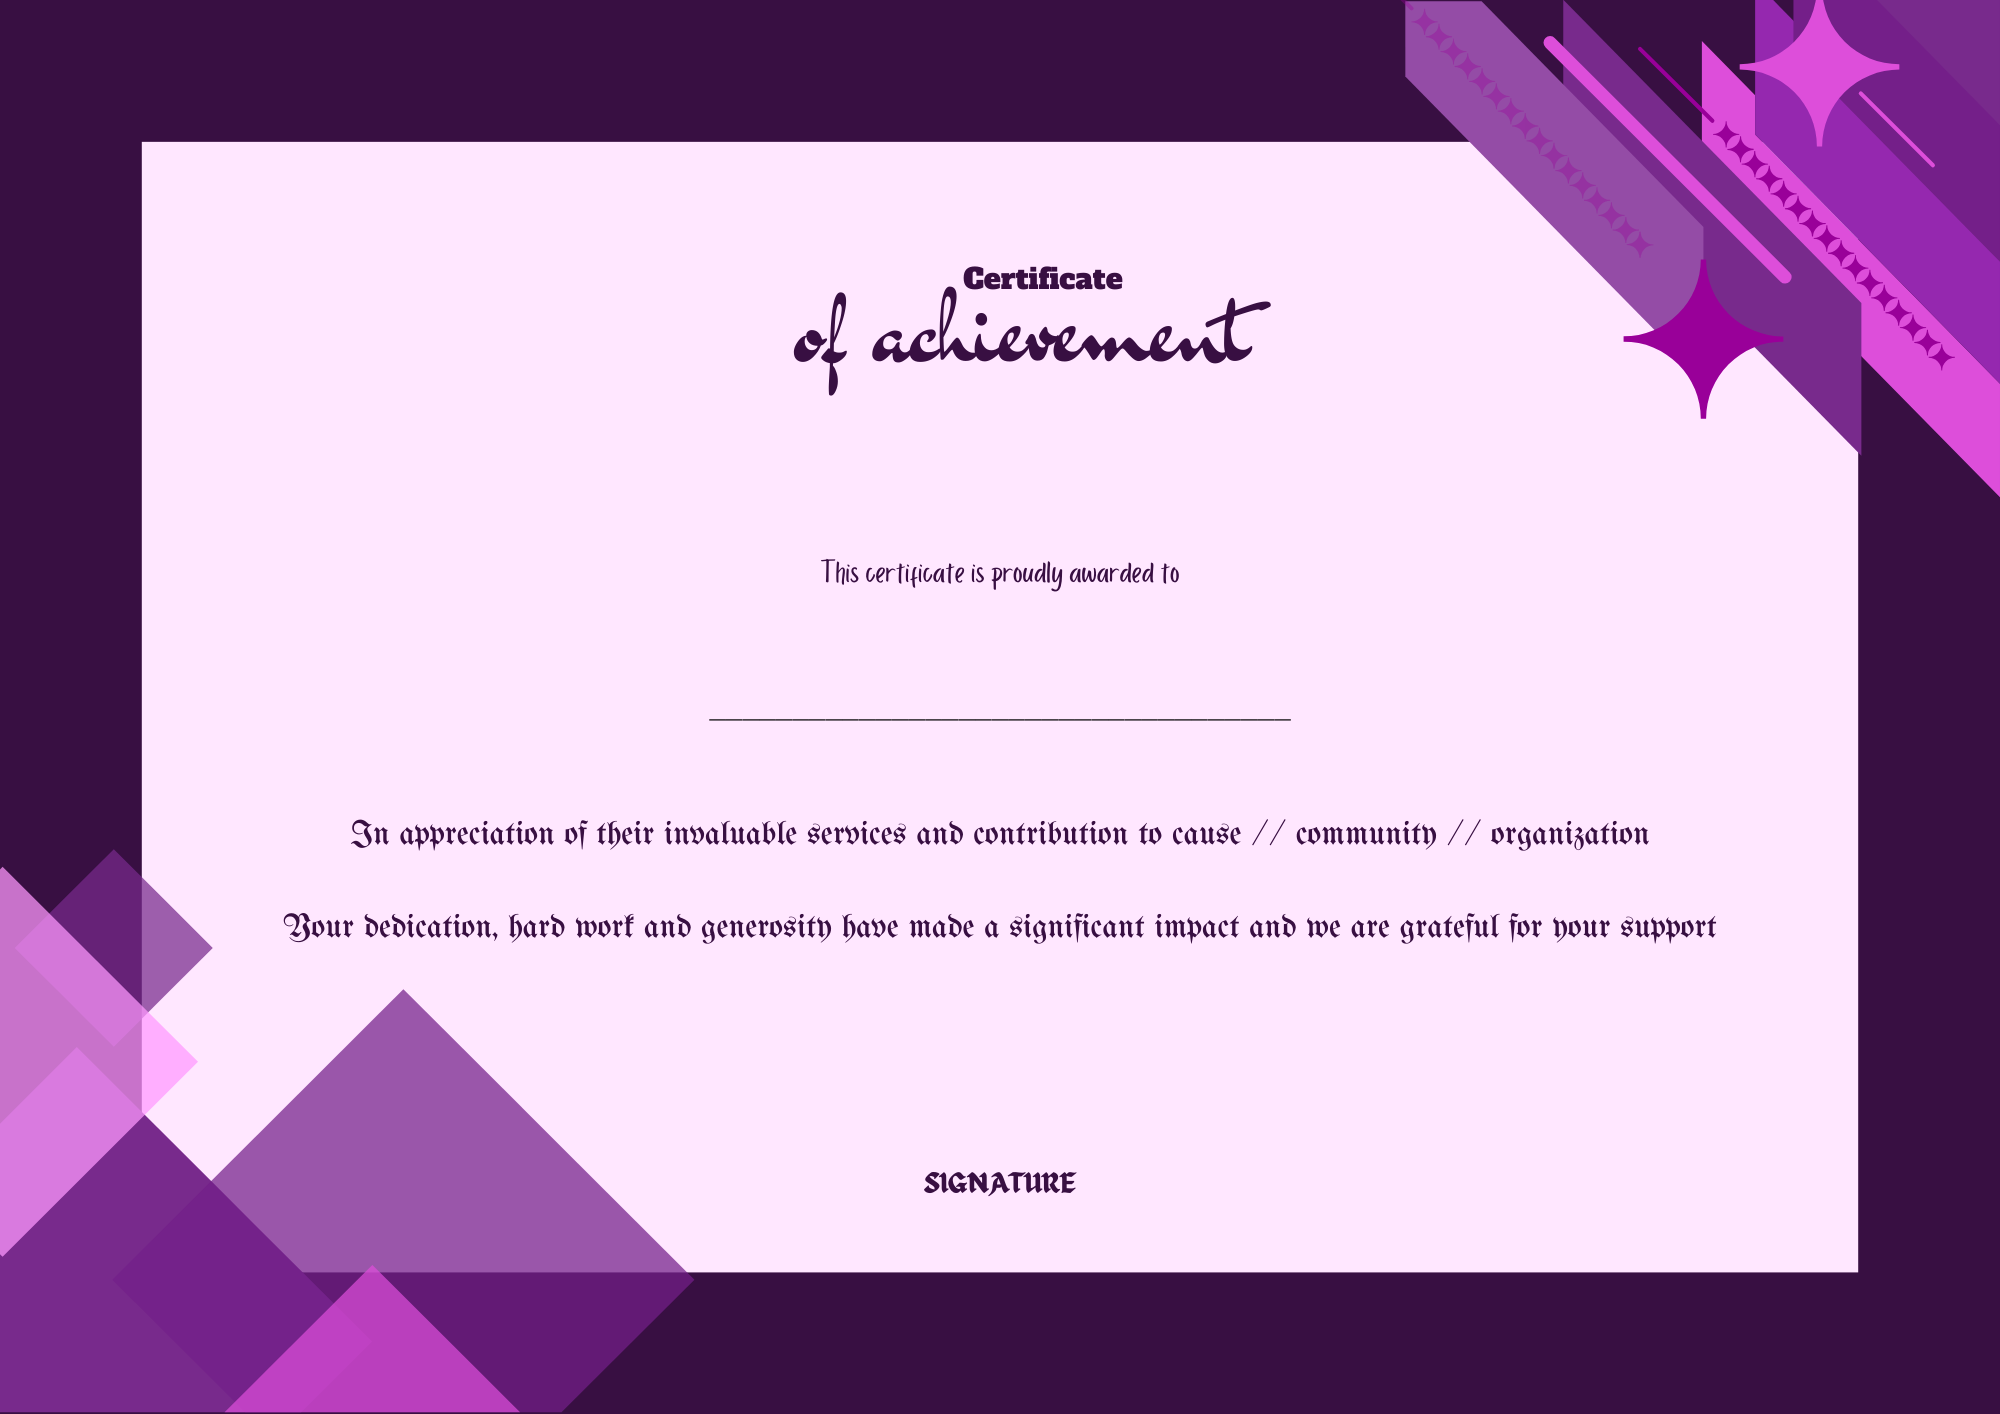 Certificate
of achievement
This certificate is proudly awarded to
In appreciation of their invaluable services and contribution to cause // community // organization
Your dedication, hard work and generosity have made a significant impact and we are grateful for your support
SIGNATURE